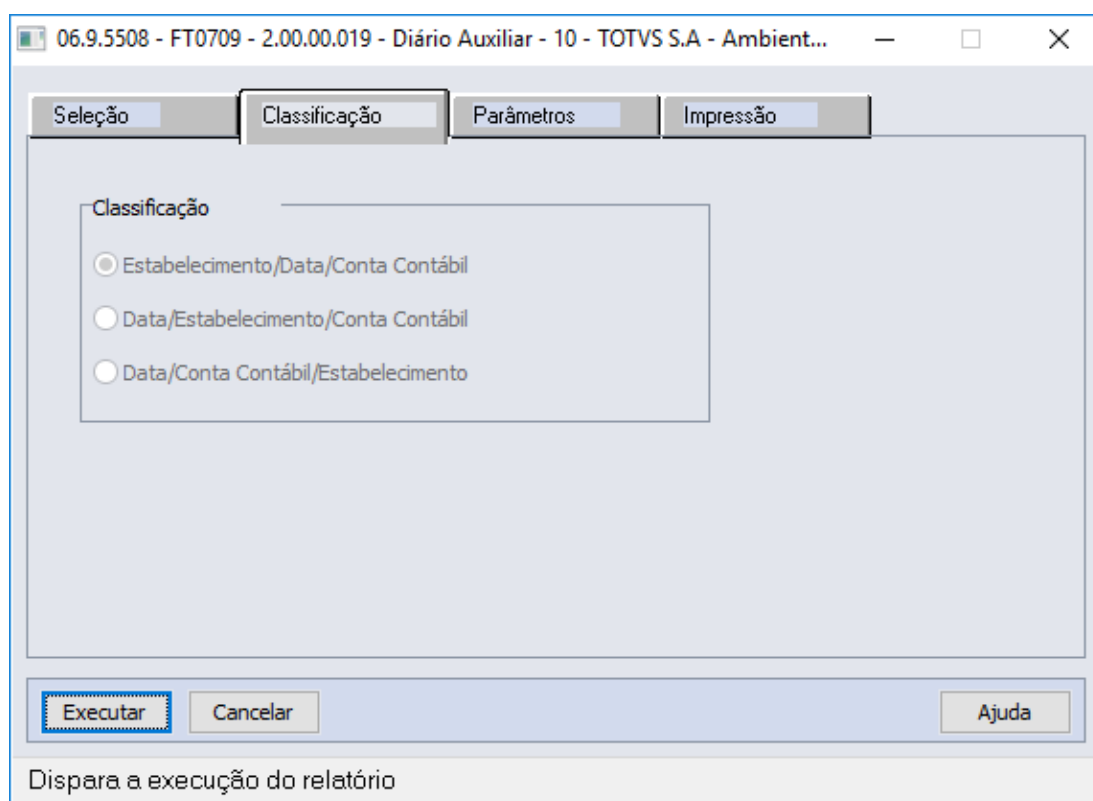 06.9.5508 - FT0709 - 2.00.00.019 - Diário Auxiliar - 10 - TOTVS S.A - Ambient...
Seleção Classificação Parâmetros Impressão
Classificação
Estabelecimento/Data/Conta Contábil
Data/Estabelecimento/Conta Contábil
Data/Conta Contábil/Estabelecimento
Executar Cancelar Ajuda
Dispara a execução do relatório